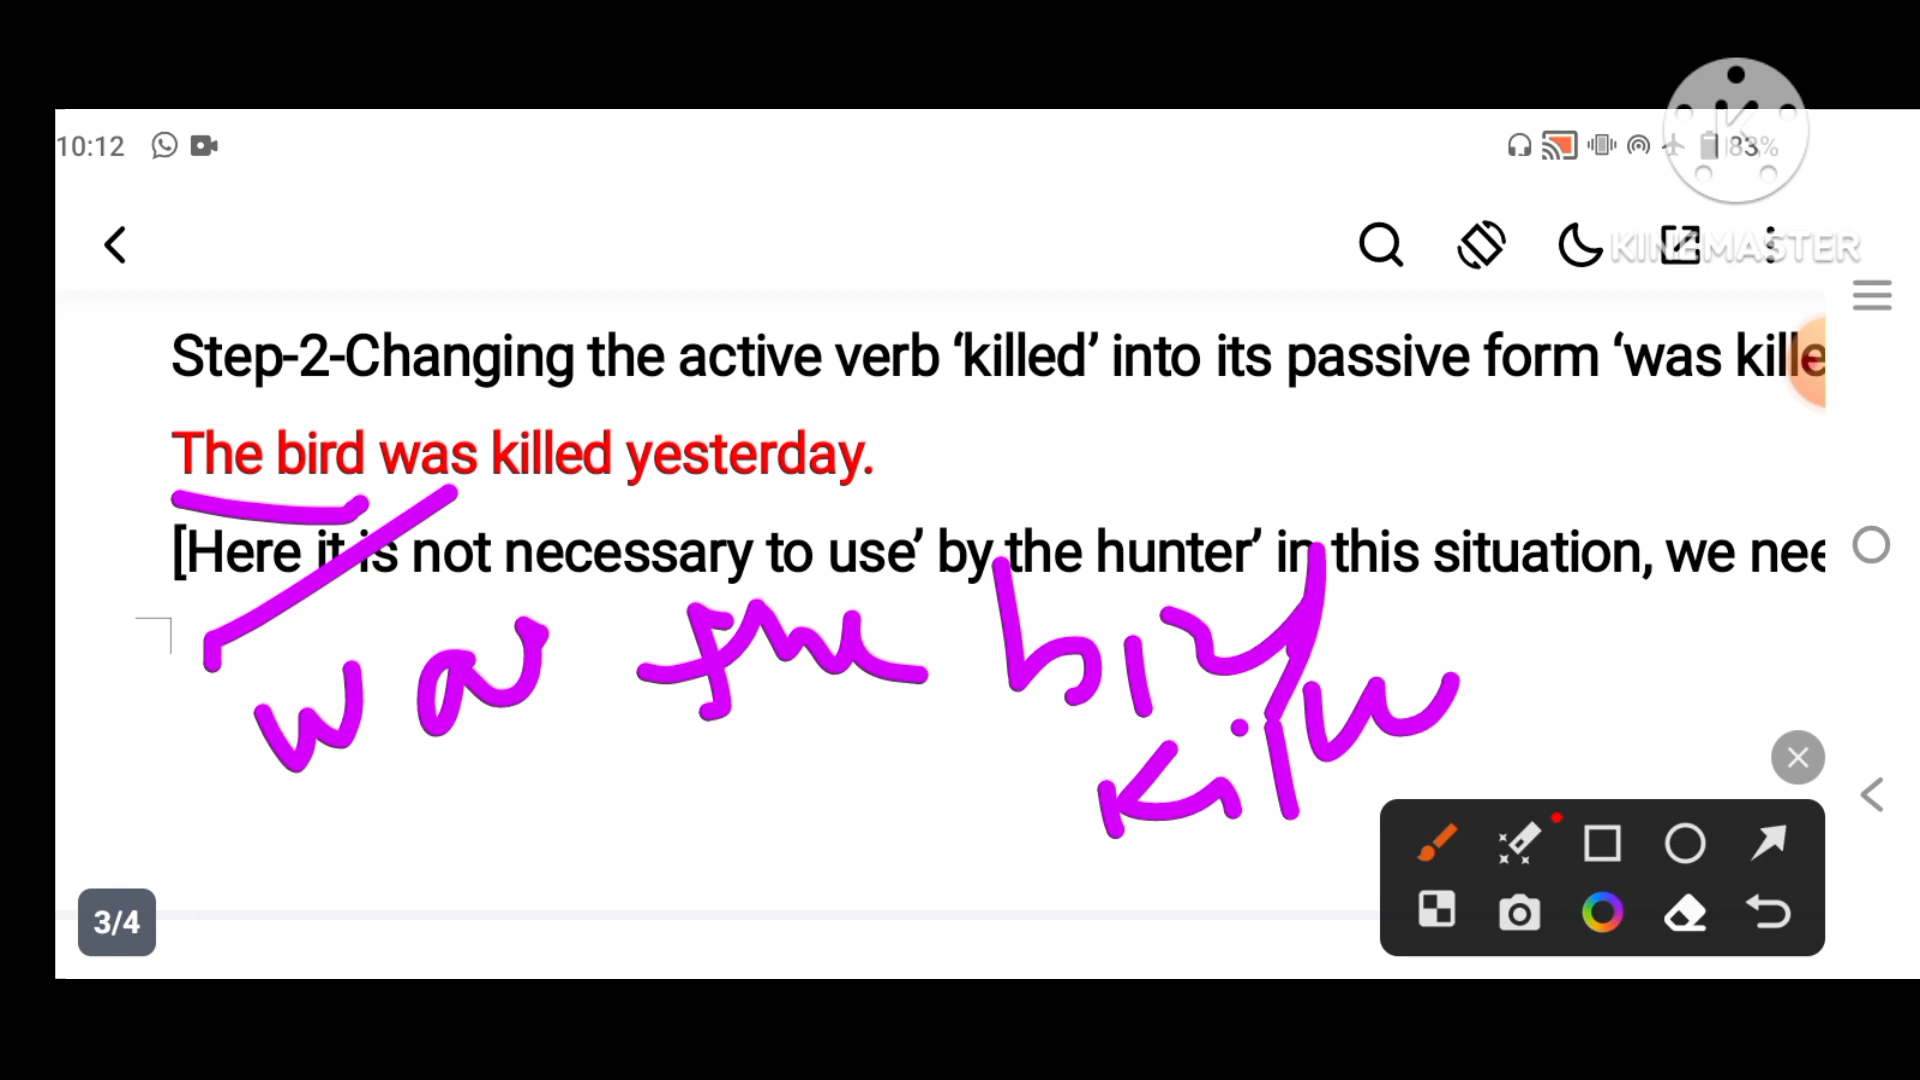 10:12 83%
KINEMASTER
Step-2-Changing the active verb ‘killed’ into its passive form ‘was kille
The bird was killed yesterday.
[Here it is not necessary to use’ by the hunter’ in this situation, we nee
was the bird
3/4